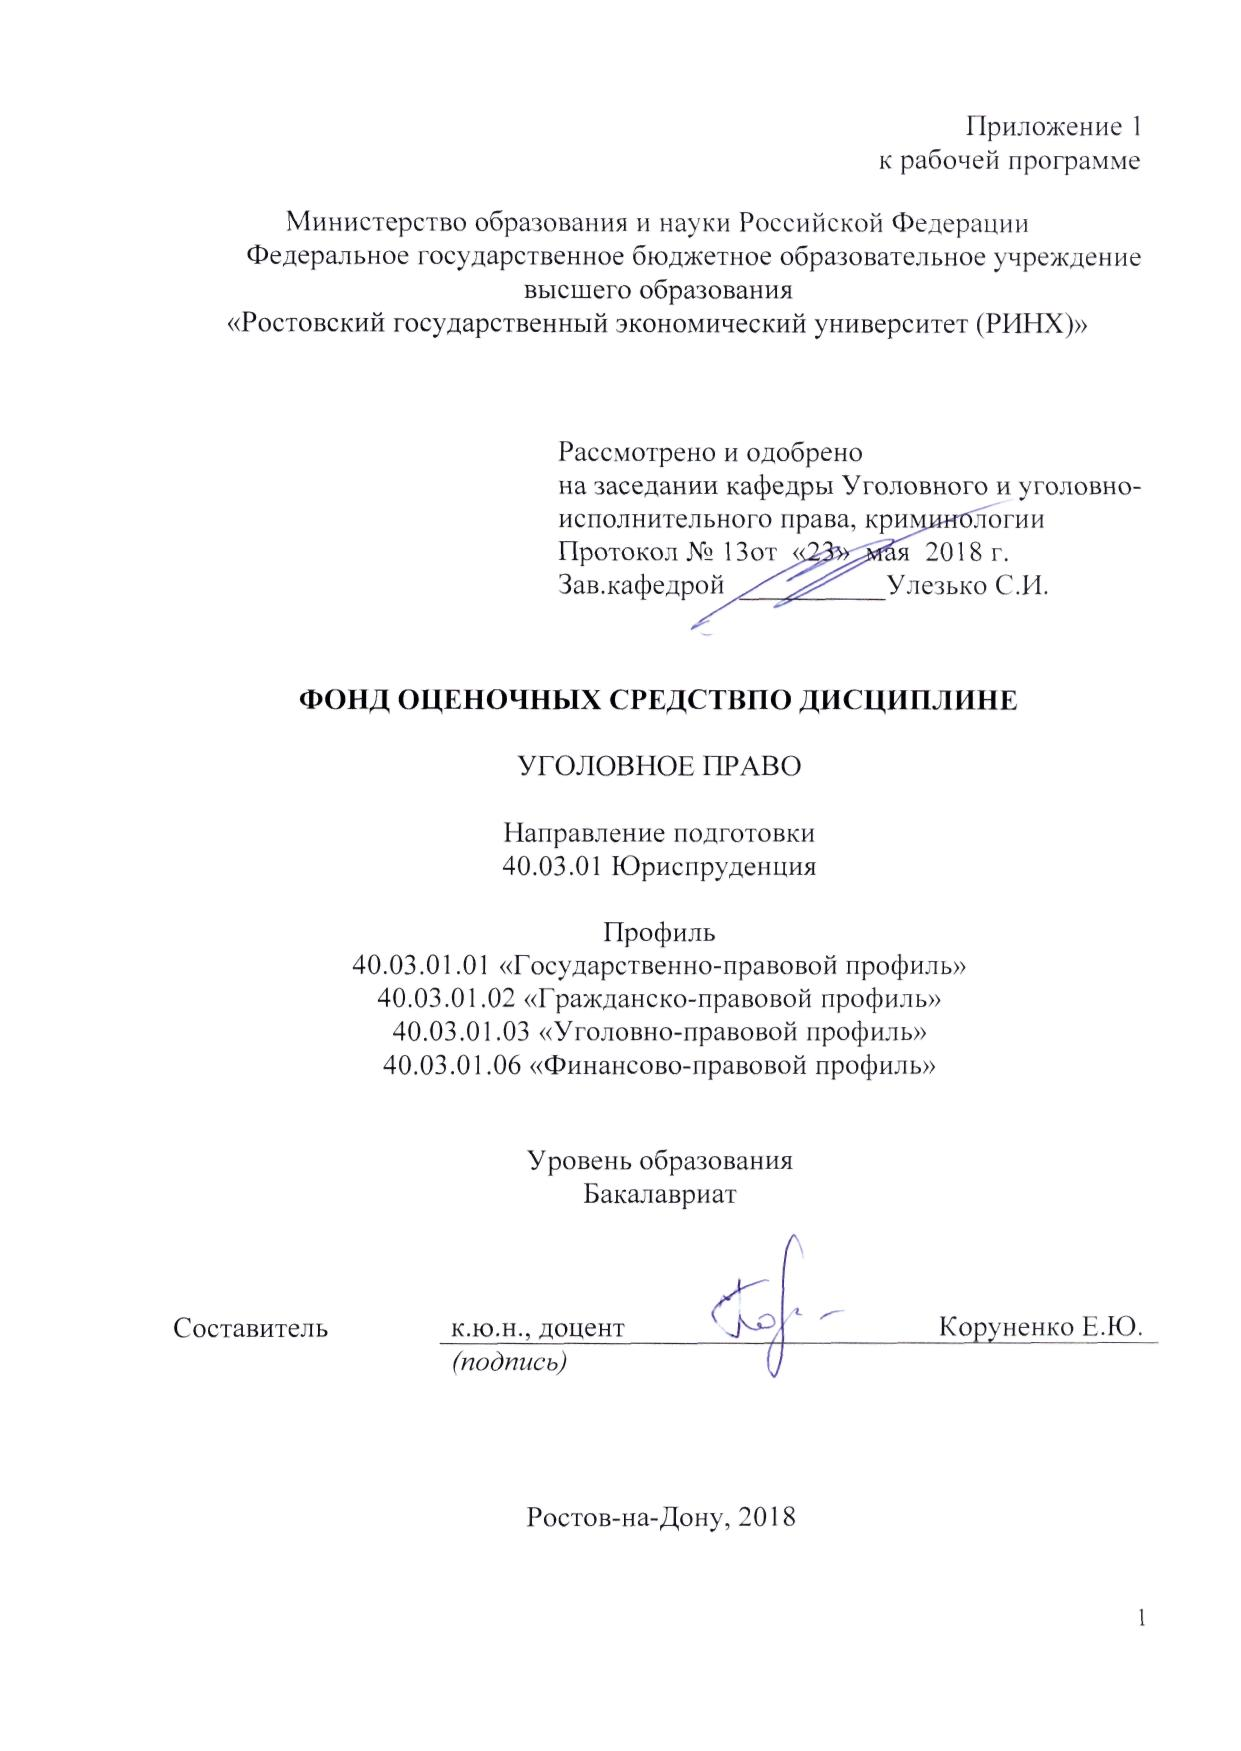 Приложение 1
к рабочей программе
Министерство образования и науки Российской Федерации
Федеральное государственное бюджетное образовательное учреждение
высшего образования
«Ростовский государственный экономический университет (РИНХ)»
Рассмотрено и одобрено
на заседании кафедры Уголовного и уголовно-
исполнительного права, криминологии
Протокол № 13от «23» мая 2018 г.
Зав.кафедрой __________Улезько С.И.
ФОНД ОЦЕНОЧНЫХ СРЕДСТВПО ДИСЦИПЛИНЕ
УГОЛОВНОЕ ПРАВО
Направление подготовки
40.03.01 Юриспруденция
Профиль
40.03.01.01 «Государственно-правовой профиль»
40.03.01.02 «Гражданско-правовой профиль»
40.03.01.03 «Уголовно-правовой профиль»
40.03.01.06 «Финансово-правовой профиль»
Уровень образования
Бакалавриат
Составитель к.ю.н., доцент Коруненко Е.Ю.
(подпись)
Ростов-на-Дону, 2018
1